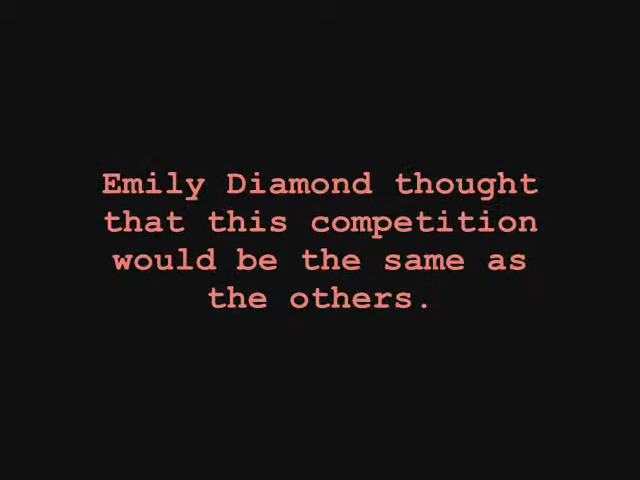 Emily Diamond thought
that this competition
would be the same as
the others.